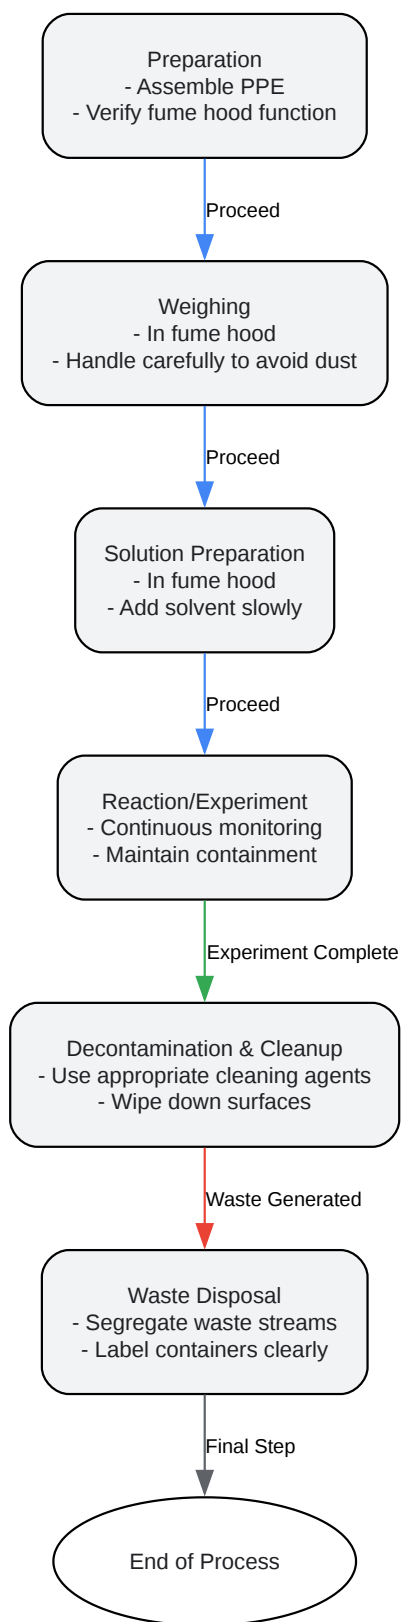 Preparation
- Assemble PPE
- Verify fume hood function
Proceed
Weighing
- In fume hood
- Handle carefully to avoid dust
Proceed
Solution Preparation
- In fume hood
- Add solvent slowly
Proceed
Reaction/Experiment
- Continuous monitoring
- Maintain containment
Experiment Complete
Decontamination & Cleanup
- Use appropriate cleaning agents
- Wipe down surfaces
Waste Generated
Waste Disposal
- Segregate waste streams
- Label containers clearly
Final Step
End of Process